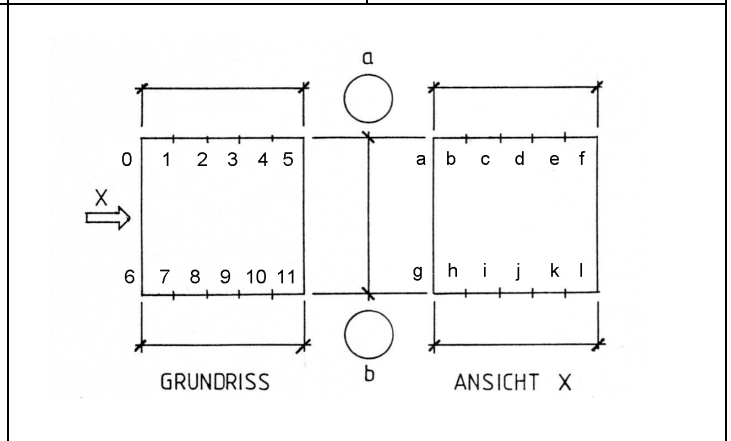 a
0 1 2 3 4 5
a b c d e f
X
6 7 8 9 10 11
g h i j k l
b
GRUNDRISS
ANSICHT X